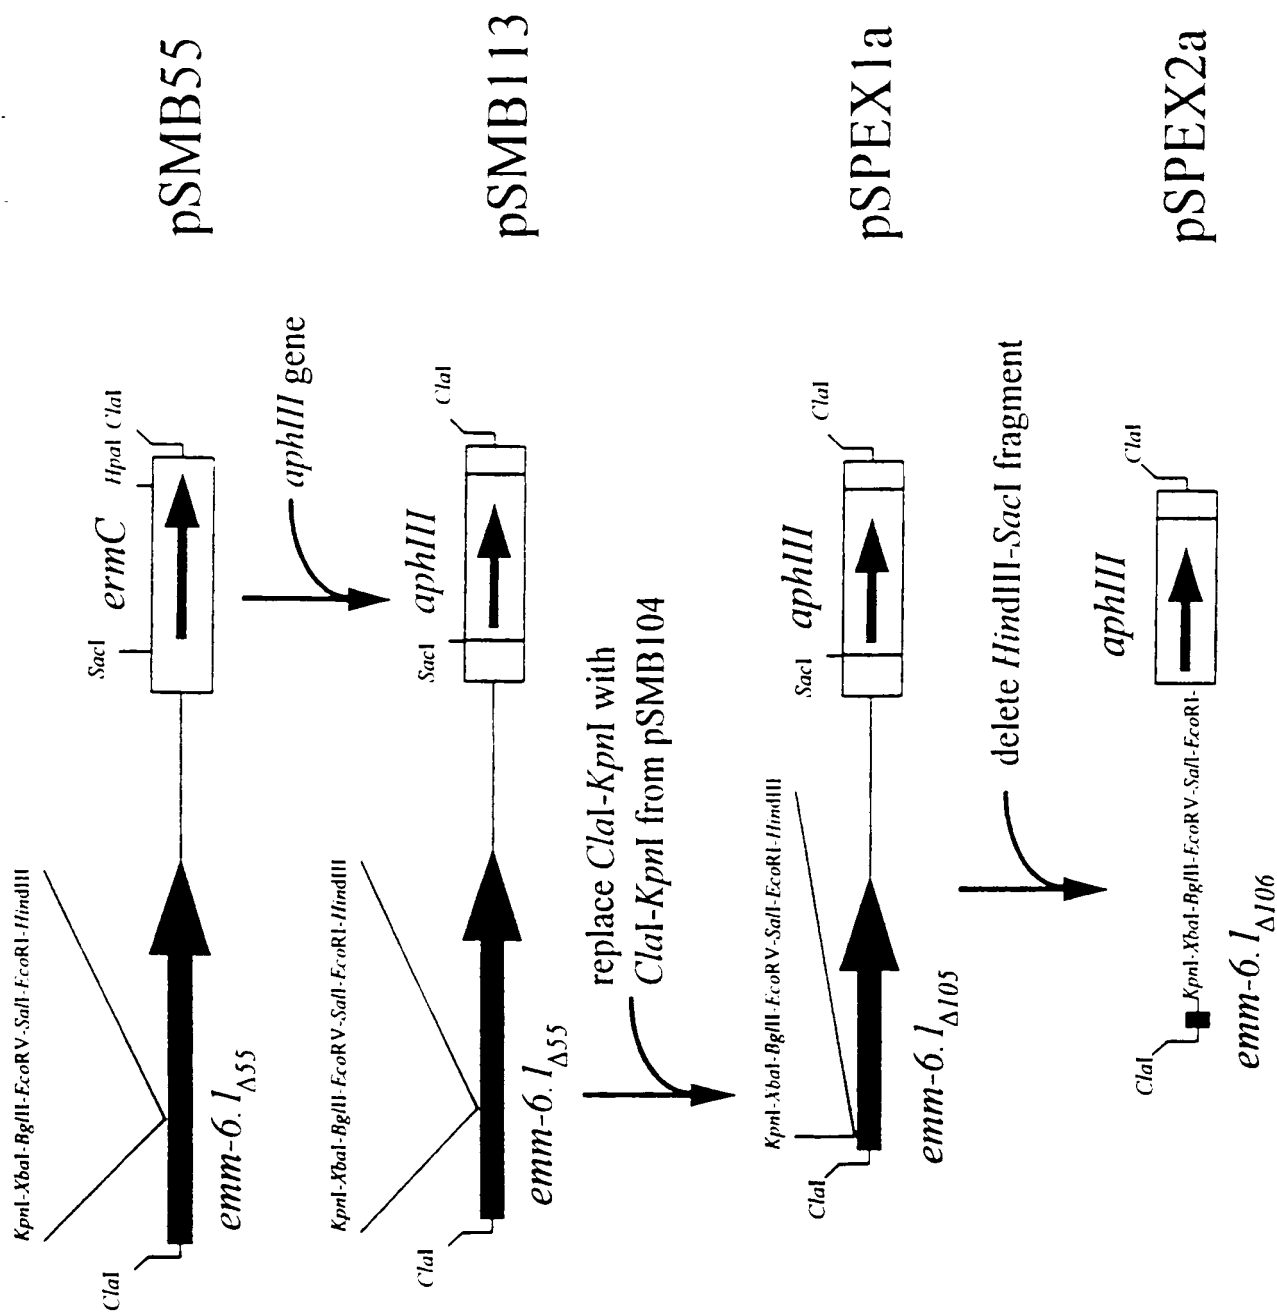 pSMB55
KpnI-XbaI-BglII-EcoRV-SalI-EcoRI-HindIII
ClaI
emm-6.1Δ55
SacI
ermC
HpaI
ClaI
aphIII gene
pSMB113
KpnI-XbaI-BglII-EcoRV-SalI-EcoRI-HindIII
ClaI
emm-6.1Δ55
SacI
aphIII
ClaI
replace ClaI-KpnI with
ClaI-KpnI from pSMB104
pSPEX1a
KpnI-XbaI-BglII-EcoRV-SalI-EcoRI-HindIII
ClaI
emm-6.1Δ105
SacI
aphIII
ClaI
delete HindIII-SacI fragment
pSPEX2a
ClaI
KpnI-XbaI-BglII-EcoRV-SalI-EcoRI-
emm-6.1Δ106
aphIII
ClaI